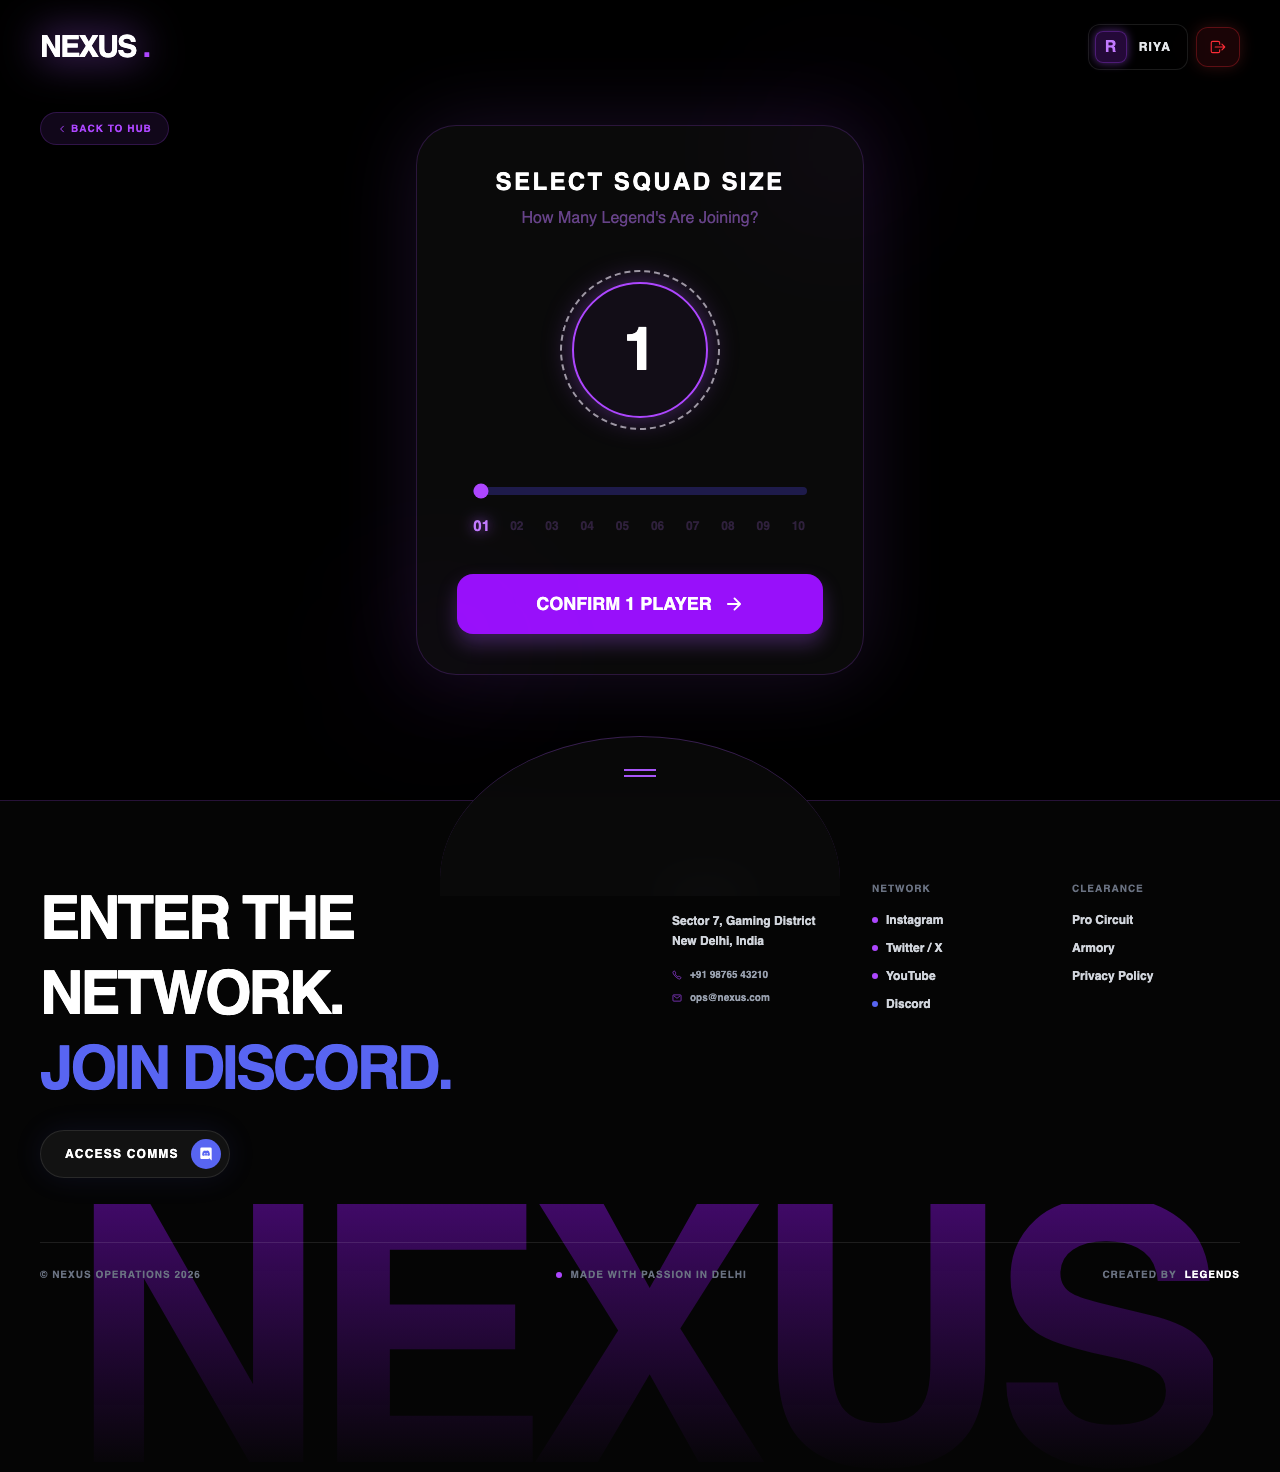 NEXUS .
R RIYA
BACK TO HUB
SELECT SQUAD SIZE
How Many Legend's Are Joining?
1
01 02 03 04 05 06 07 08 09 10
CONFIRM 1 PLAYER
ENTER THE
NETWORK.
JOIN DISCORD.
ACCESS COMMS
Sector 7, Gaming District
New Delhi, India
+91 98765 43210
ops@nexus.com
NETWORK
Instagram
Twitter / X
YouTube
Discord
CLEARANCE
Pro Circuit
Armory
Privacy Policy
© NEXUS OPERATIONS 2026
MADE WITH PASSION IN DELHI
CREATED BY LEGENDS
NEXUS